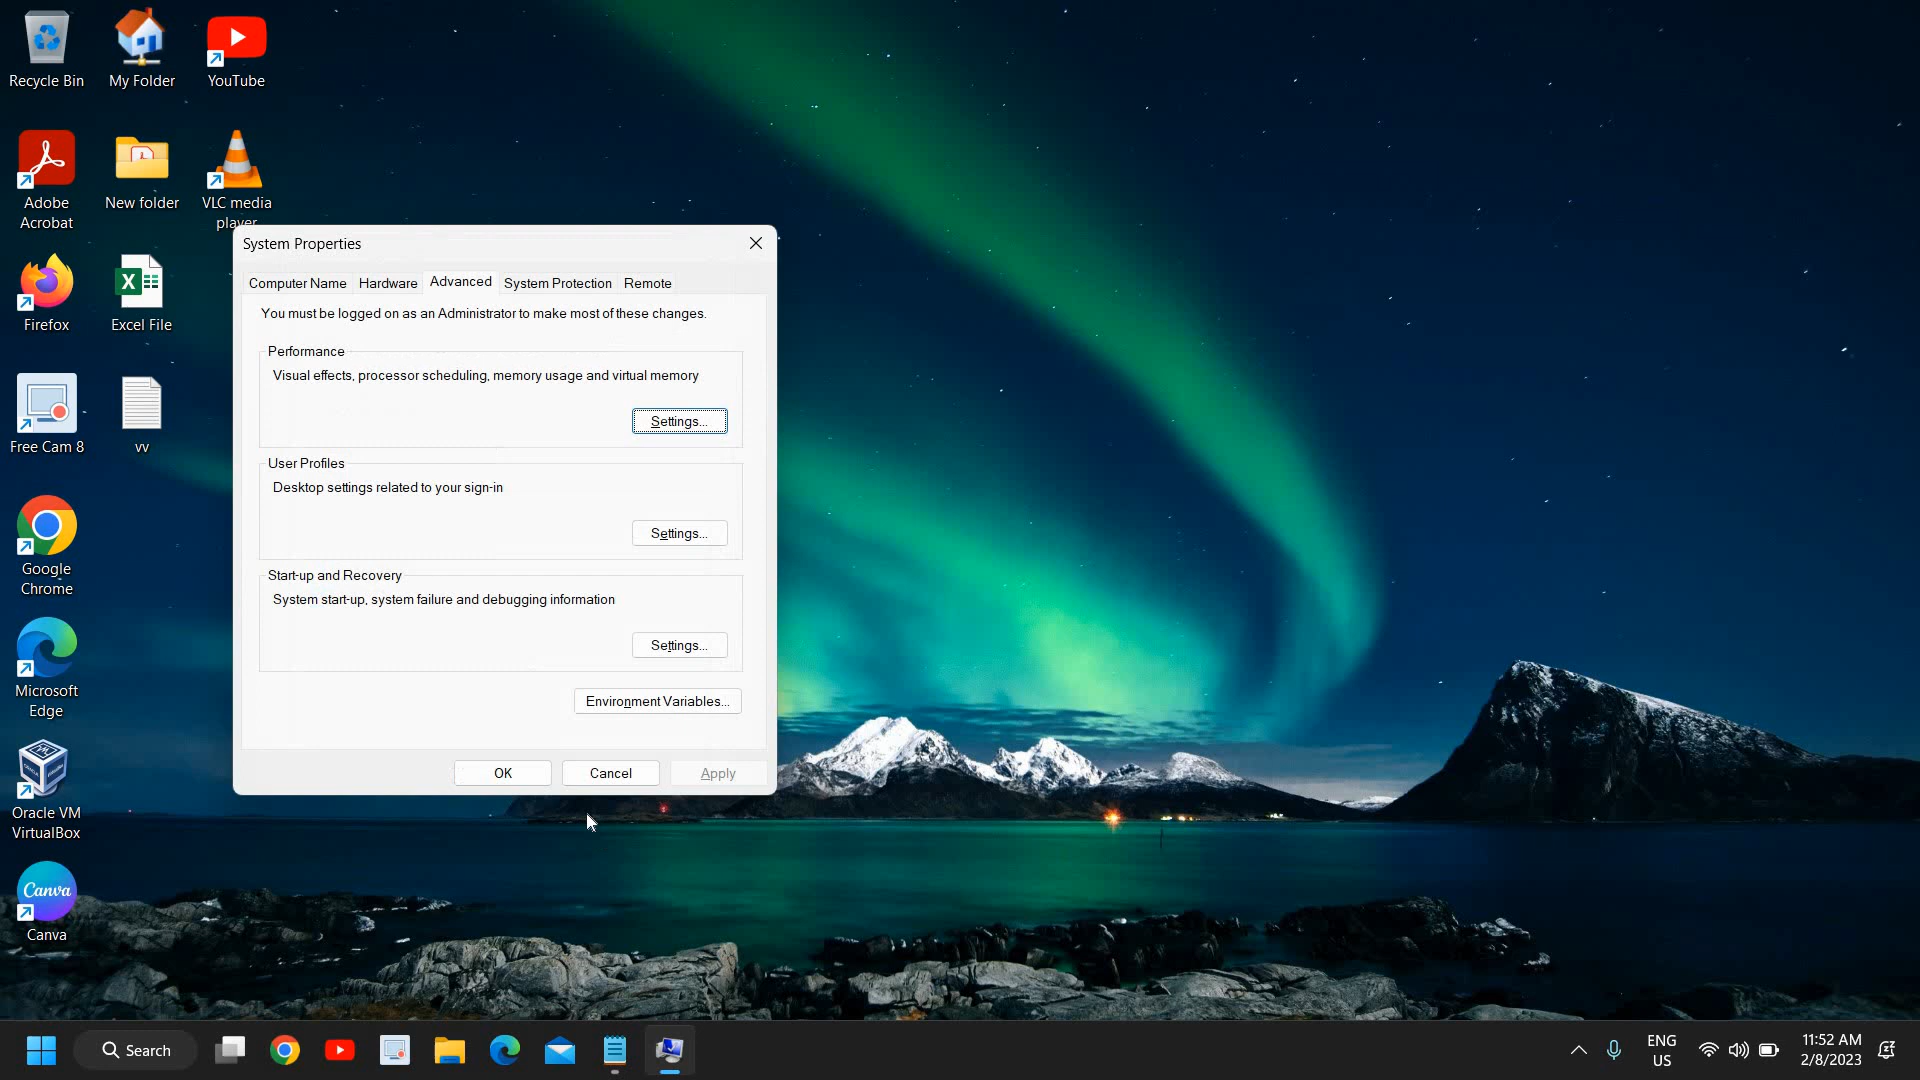 Recycle Bin
My Folder
YouTube
Adobe
Acrobat
New folder
VLC media
player
Firefox
Excel File
Free Cam 8
vv
Google
Chrome
Microsoft
Edge
Oracle VM
VirtualBox
Canva
Canva
System Properties
Computer Name
Hardware
Advanced
System Protection
Remote
You must be logged on as an Administrator to make most of these changes.
Performance
Visual effects, processor scheduling, memory usage and virtual memory
Settings...
User Profiles
Desktop settings related to your sign-in
Settings...
Start-up and Recovery
System start-up, system failure and debugging information
Settings...
Environment Variables...
OK
Cancel
Apply
Search
ENG
US
11:52 AM
2/8/2023